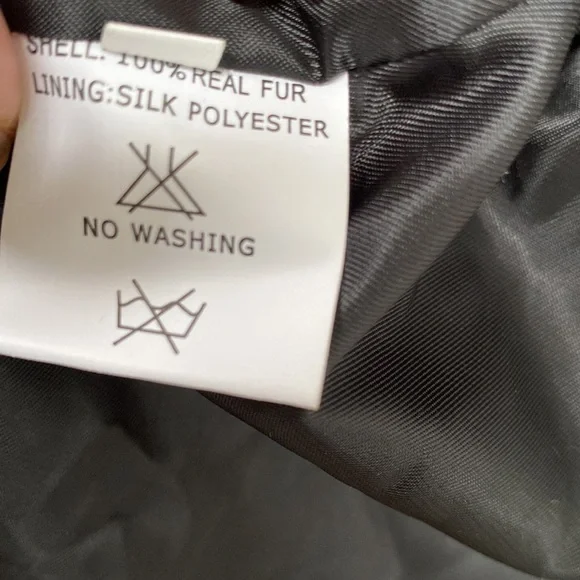 SHELL: 100% REAL FUR
LINING:SILK POLYESTER
NO WASHING